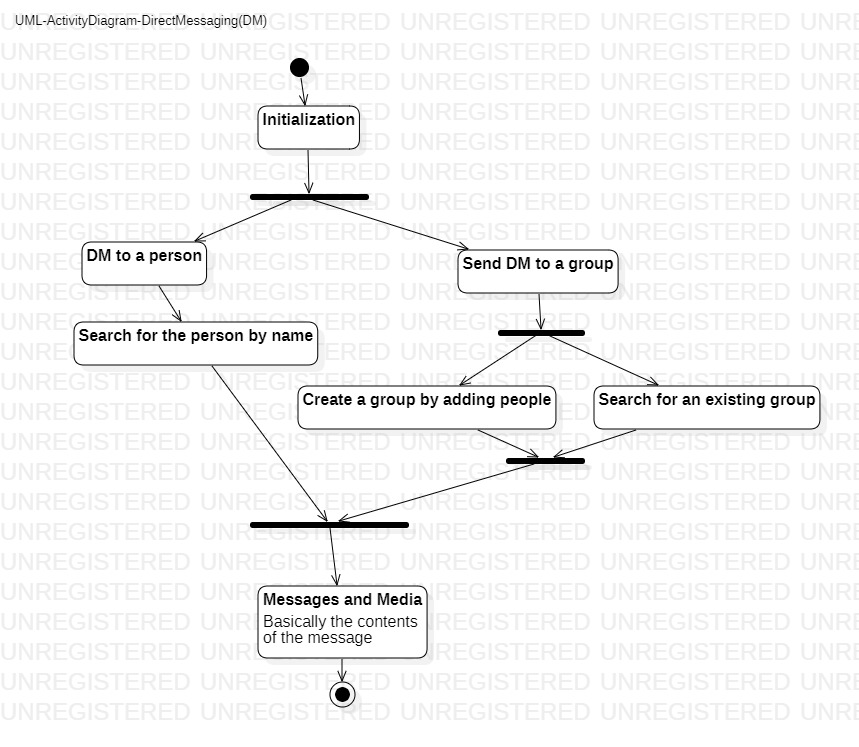 UML-ActivityDiagram-DirectMessaging(DM)
UNREGISTERED UNREGISTERED UNREGISTERED UNREGISTERED UNRE
Initialization
DM to a person
Send DM to a group
Search for the person by name
Create a group by adding people
Search for an existing group
Messages and Media
Basically the contents
of the message